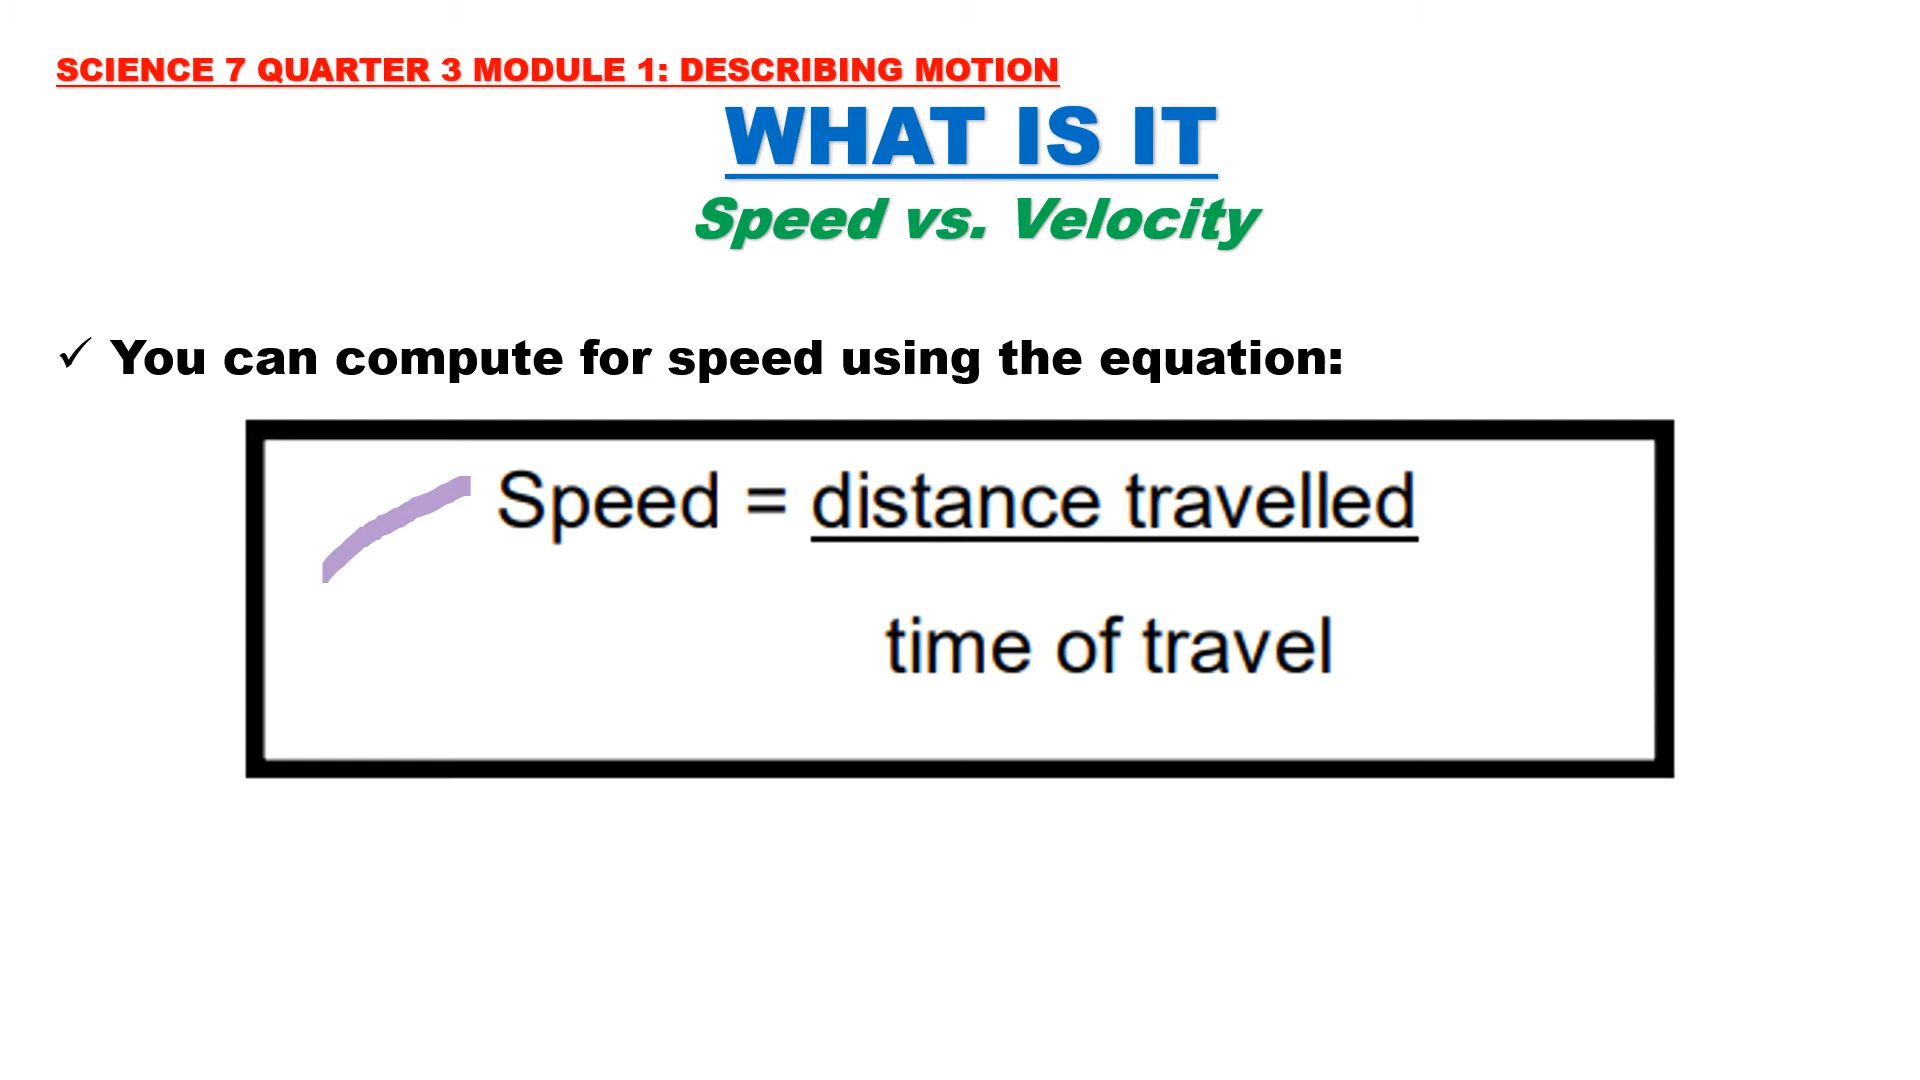 SCIENCE 7 QUARTER 3 MODULE 1: DESCRIBING MOTION
WHAT IS IT
Speed vs. Velocity
✓ You can compute for speed using the equation:
Speed = distance travelled
time of travel